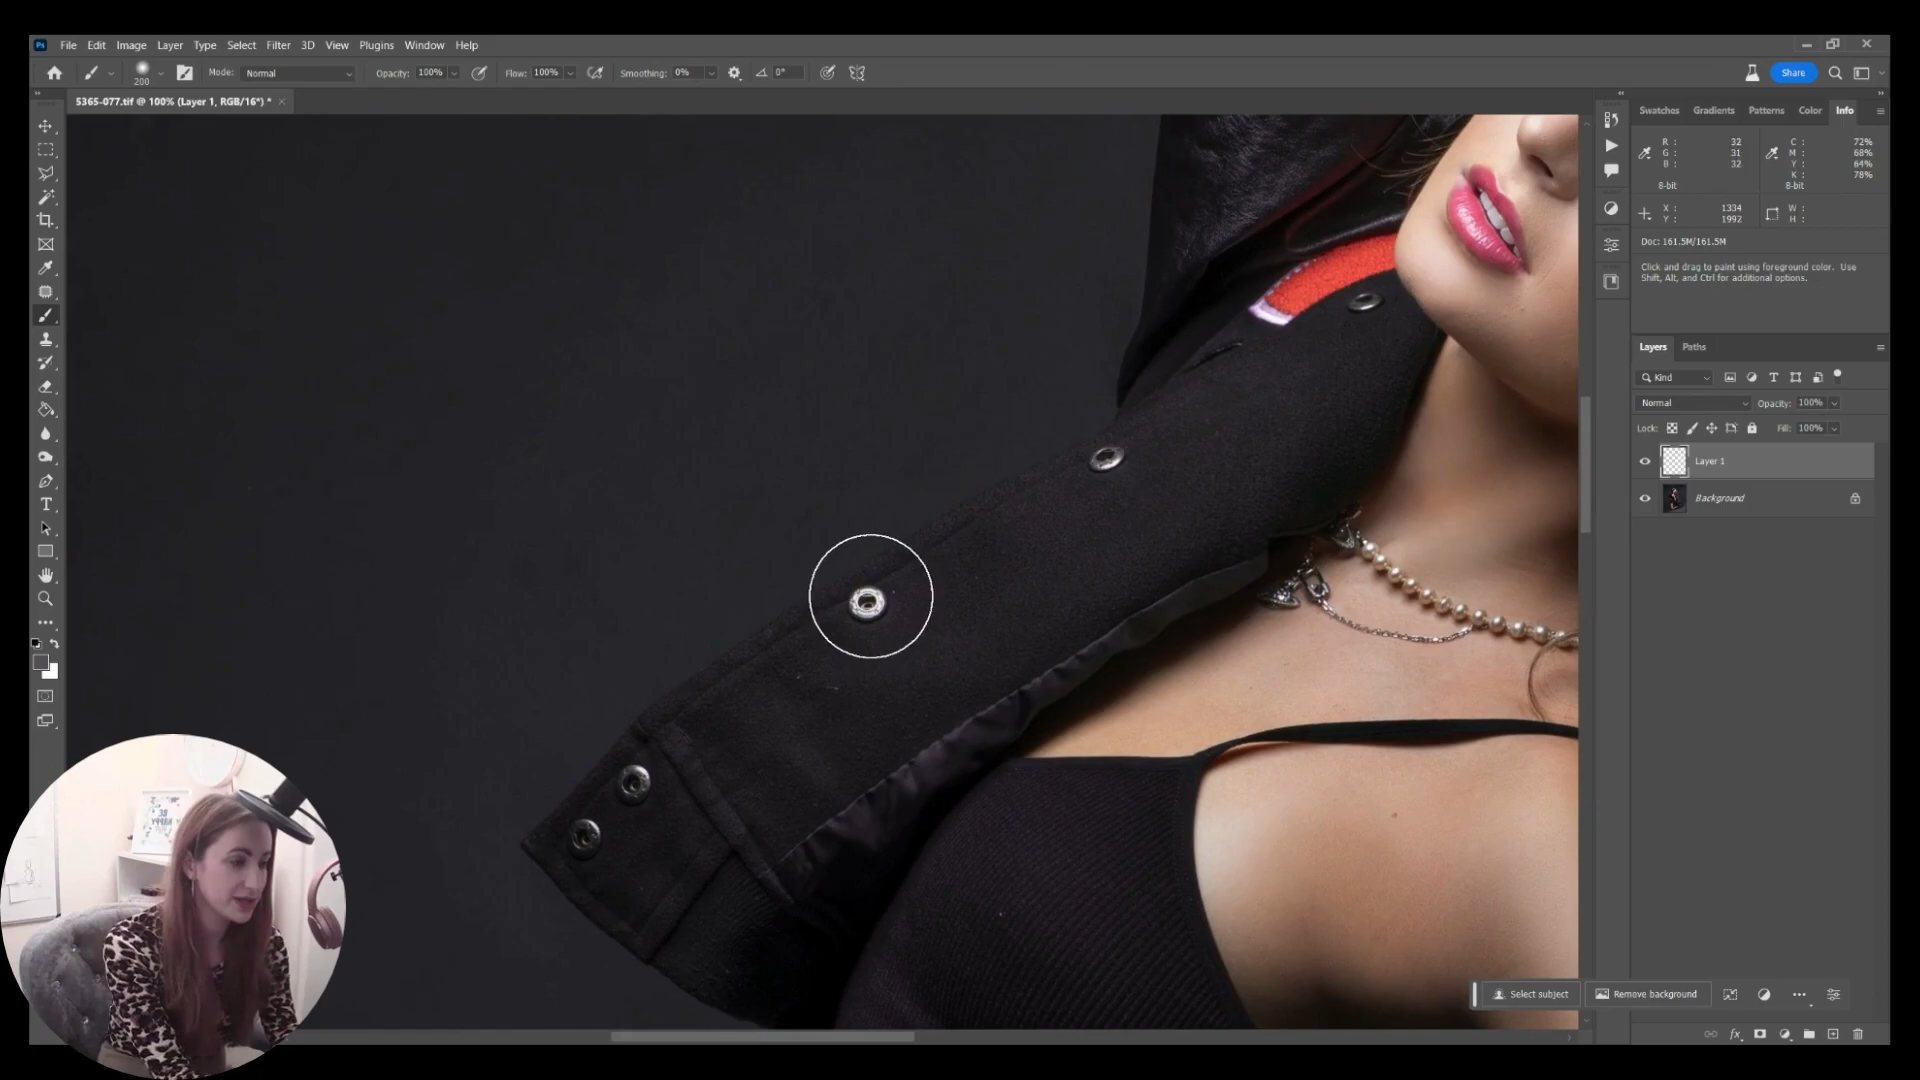 Ps File Edit Image Layer Type Select Filter 3D View Plugins Window Help
200 Mode: Normal Opacity: 100% Flow: 100% Smoothing: 0% 0° Share
5365-077.tif @ 100% (Layer 1, RGB/16*) *
Swatches Gradients Patterns Color Info
R : 32 C : 72%
G : 31 M : 68%
B : 32 Y : 64%
K : 78%
8-bit 8-bit
X : 1334 W :
Y : 1992 H :
Doc: 161.5M/161.5M
Click and drag to paint using foreground color. Use
Shift, Alt, and Ctrl for additional options.
Layers Paths
Kind
Normal Opacity: 100%
Lock: Fill: 100%
Layer 1
Background
Select subject Remove background